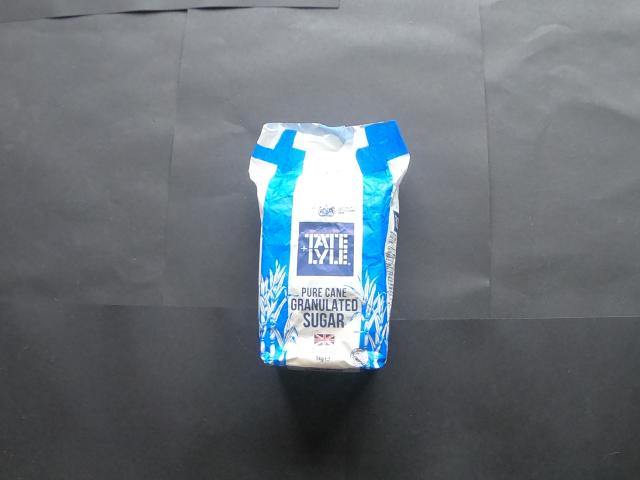 TATE
+
LYLE
PURE CANE
GRANULATED
SUGAR
1kg e